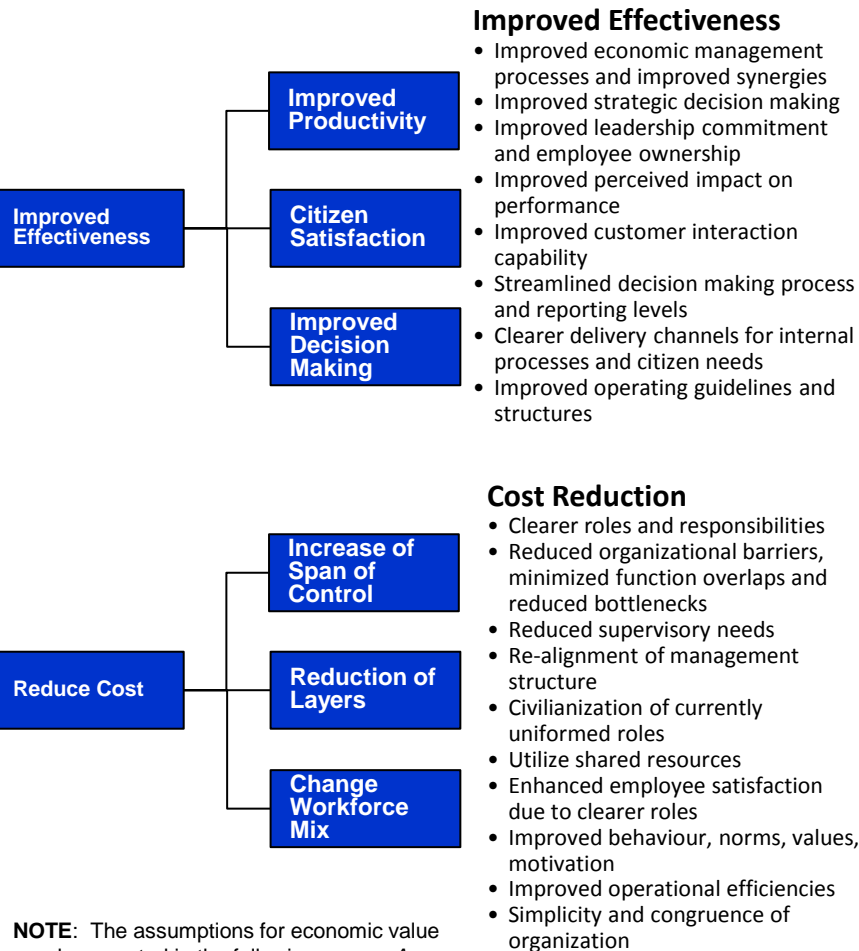 Improved Effectiveness
• Improved economic management
processes and improved synergies
• Improved strategic decision making
• Improved leadership commitment
and employee ownership
• Improved perceived impact on
performance
• Improved customer interaction
capability
• Streamlined decision making process
and reporting levels
• Clearer delivery channels for internal
processes and citizen needs
• Improved operating guidelines and
structures
Improved
Effectiveness
Improved
Productivity
Citizen
Satisfaction
Improved
Decision
Making
Cost Reduction
• Clearer roles and responsibilities
• Reduced organizational barriers,
minimized function overlaps and
reduced bottlenecks
• Reduced supervisory needs
• Re-alignment of management
structure
• Civilianization of currently
uniformed roles
• Utilize shared resources
• Enhanced employee satisfaction
due to clearer roles
• Improved behaviour, norms, values,
motivation
• Improved operational efficiencies
• Simplicity and congruence of
organization
Reduce Cost
Increase of
Span of
Control
Reduction of
Layers
Change
Workforce
Mix
NOTE: The assumptions for economic value